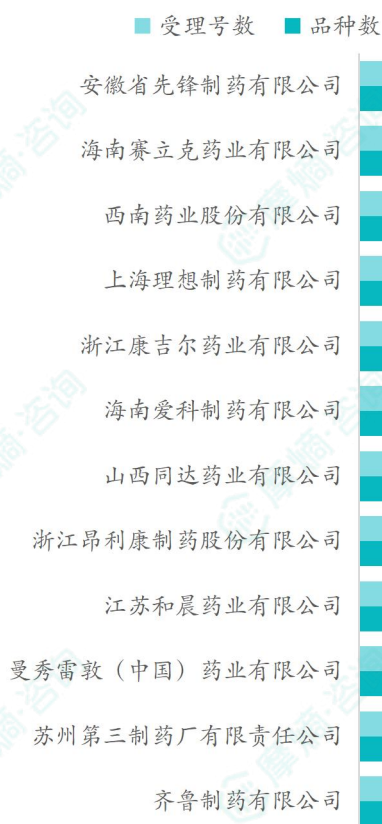 受理号数 品种数
安徽省先锋制药有限公司
海南赛立克药业有限公司
西南药业股份有限公司
上海理想制药有限公司
浙江康吉尔药业有限公司
海南爱科制药有限公司
山西同达药业有限公司
浙江昂利康制药股份有限公司
江苏和晨药业有限公司
曼秀雷敦（中国）药业有限公司
苏州第三制药厂有限责任公司
齐鲁制药有限公司
摩熵·咨询